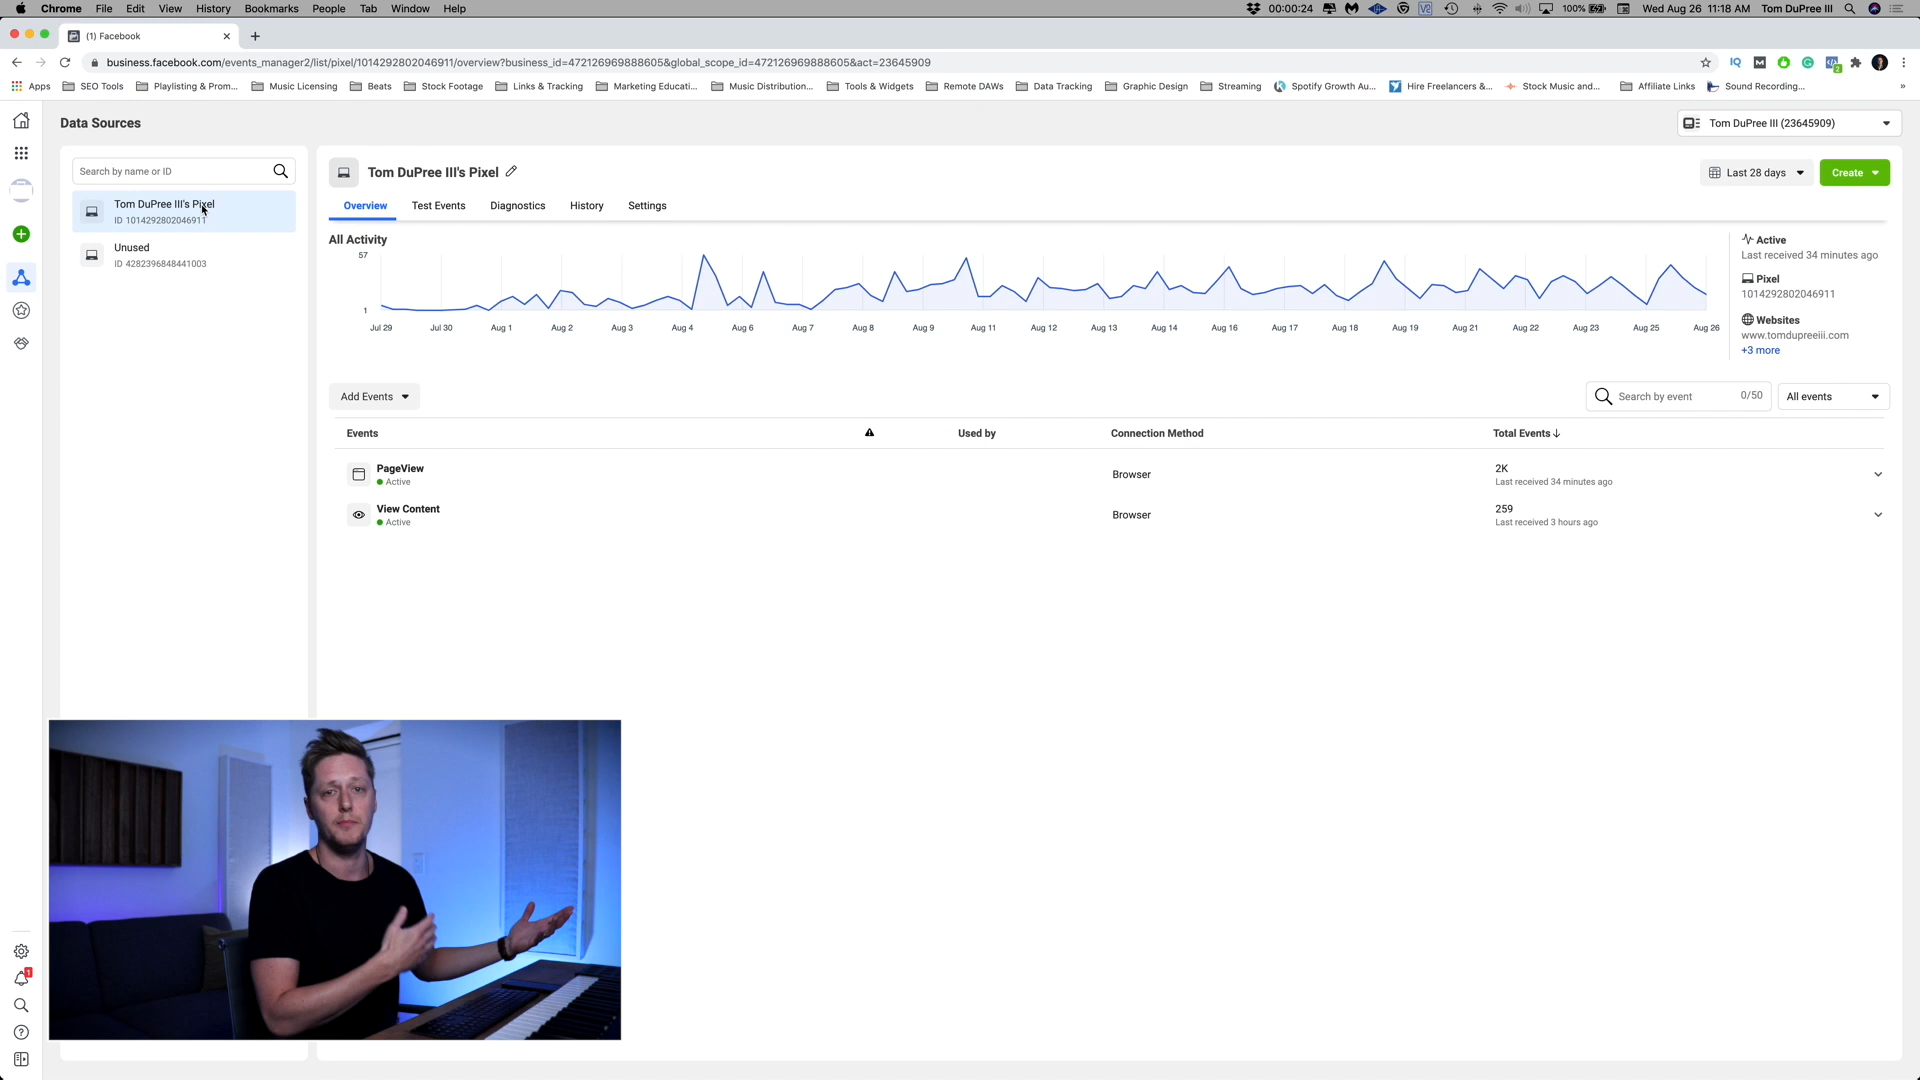 Chrome File Edit View History Bookmarks People Tab Window Help 00:00:24 100% Wed Aug 26 11:18 AM Tom DuPree III
(1) Facebook
business.facebook.com/events_manager2/list/pixel/1014292802046911/overview?business_id=472126969888605&global_scope_id=472126969888605&act=23645909
Apps SEO Tools Playlisting & Prom... Music Licensing Beats Stock Footage Links & Tracking Marketing Educati... Music Distribution... Tools & Widgets Remote DAWs Data Tracking Graphic Design Streaming Spotify Growth Au... Hire Freelancers &... Stock Music and... Affiliate Links Sound Recording... »
Data Sources
Tom DuPree III (23645909)
Search by name or ID
Tom DuPree III's Pixel
ID 1014292802046911
Unused
ID 4282396848441003
Tom DuPree III's Pixel
Last 28 days
Create
Overview Test Events Diagnostics History Settings
All Activity
57
1
Jul 29 Jul 30 Aug 1 Aug 2 Aug 3 Aug 4 Aug 6 Aug 7 Aug 8 Aug 9 Aug 11 Aug 12 Aug 13 Aug 14 Aug 16 Aug 17 Aug 18 Aug 19 Aug 21 Aug 22 Aug 23 Aug 25 Aug 26
Active
Last received 34 minutes ago
Pixel
1014292802046911
Websites
www.tomdupreeiii.com
+3 more
Add Events
Search by event 0/50
All events
Events Used by Connection Method Total Events
PageView
Active
Browser
2K
Last received 34 minutes ago
View Content
Active
Browser
259
Last received 3 hours ago
1